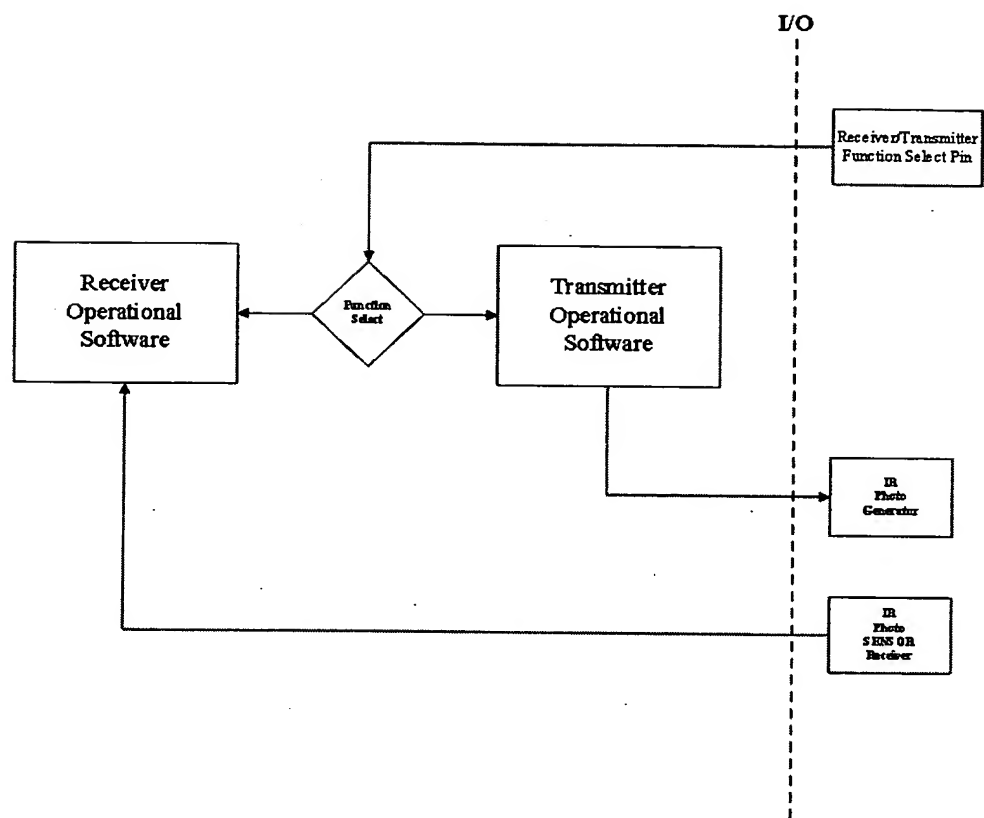 I/O
Receiver/Transmitter
Function Select Pin
Receiver
Operational
Software
Function
Select
Transmitter
Operational
Software
IR
Photo
Generator
IR
Photo
SENSOR
Receiver